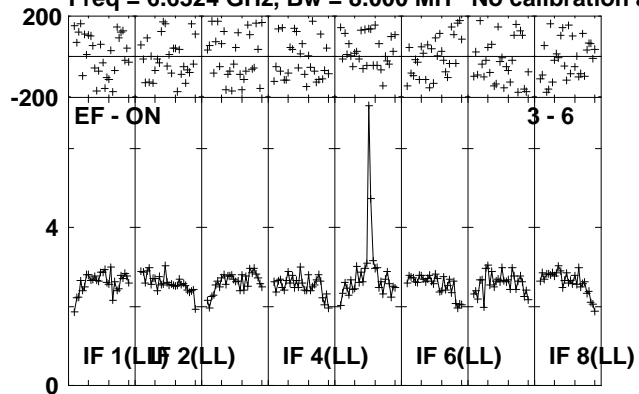 Freq = 6.6524 GHz, Bw = 8.000 MH No calibration a
200
-200
EF - ON 3 - 6
4
IF 1(LL) IF 2(LL) IF 4(LL) IF 6(LL) IF 8(LL)
0